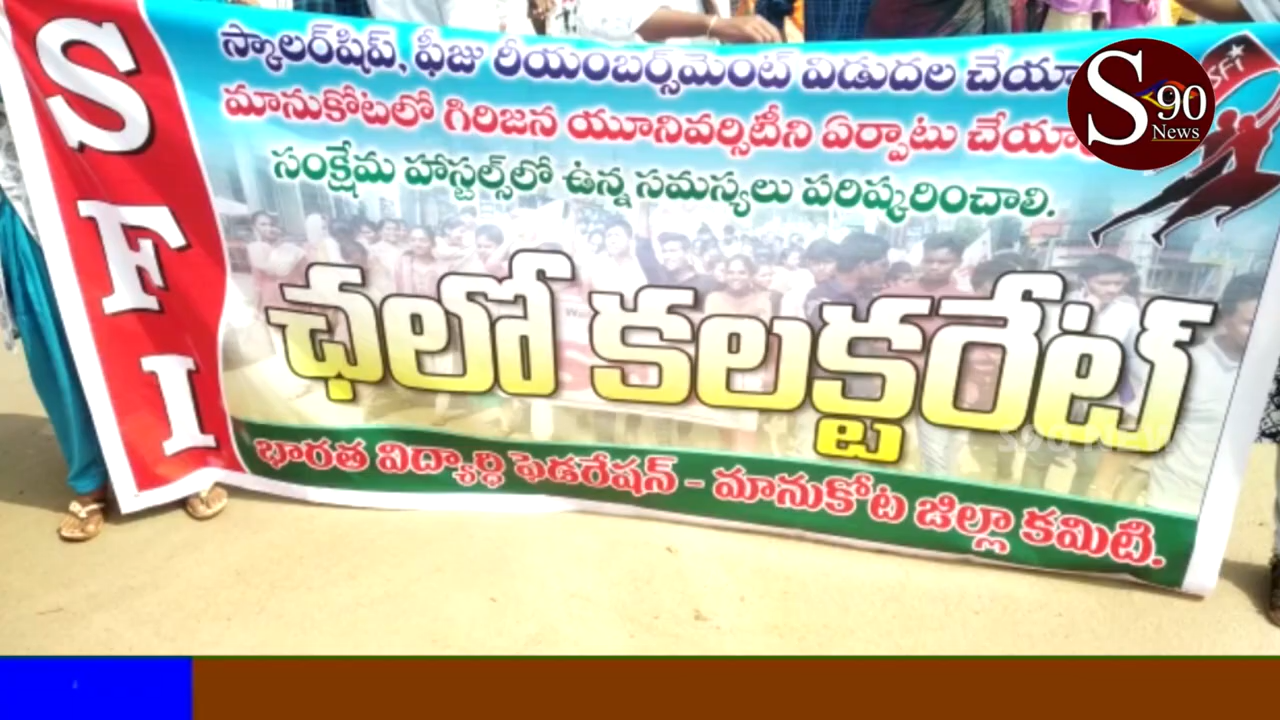 SFI
స్కాలర్‌షిప్, ఫీజు రీయంబర్స్‌మెంట్ విడుదల
మానుకోటలో గిరిజన యూనివర్సిటీని ఏర్పాటు
సంక్షేమ హాస్టల్స్‌లో ఉన్న సమస్యలు పరిష్కరించాలి.
ఛలో కలక్టరేట్
భారత విద్యార్థి ఫెడరేషన్ - మానుకోట జిల్లా కమిటి.
S90 News
SFI